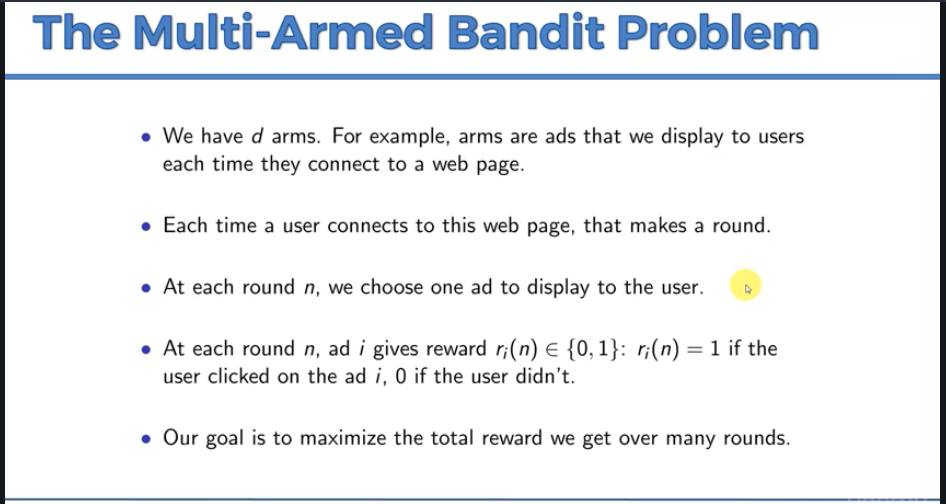 The Multi-Armed Bandit Problem
• We have d arms. For example, arms are ads that we display to users
each time they connect to a web page.
• Each time a user connects to this web page, that makes a round.
• At each round n, we choose one ad to display to the user.
• At each round n, ad i gives reward rᵢ(n) ∈ {0, 1}: rᵢ(n) = 1 if the
user clicked on the ad i, 0 if the user didn't.
• Our goal is to maximize the total reward we get over many rounds.